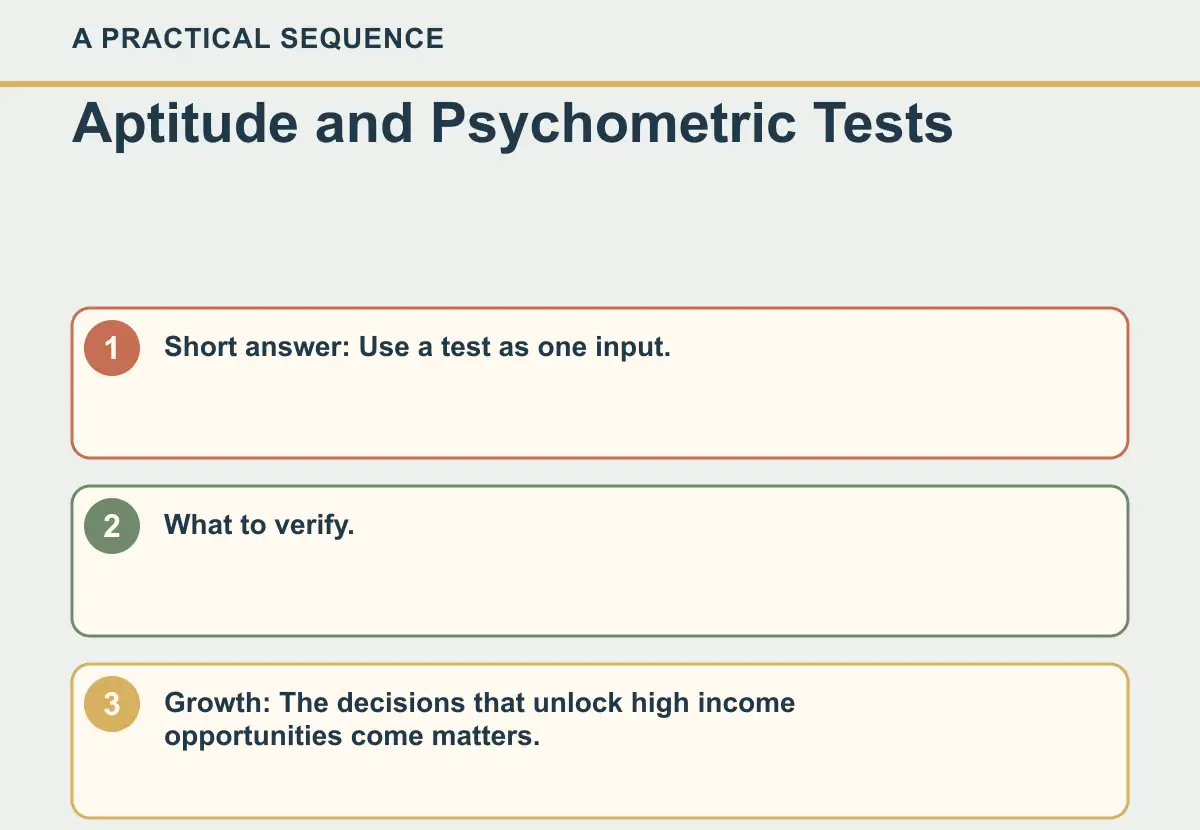 A PRACTICAL SEQUENCE
Aptitude and Psychometric Tests
1
Short answer: Use a test as one input.
2
What to verify.
3
Growth: The decisions that unlock high income
opportunities come matters.